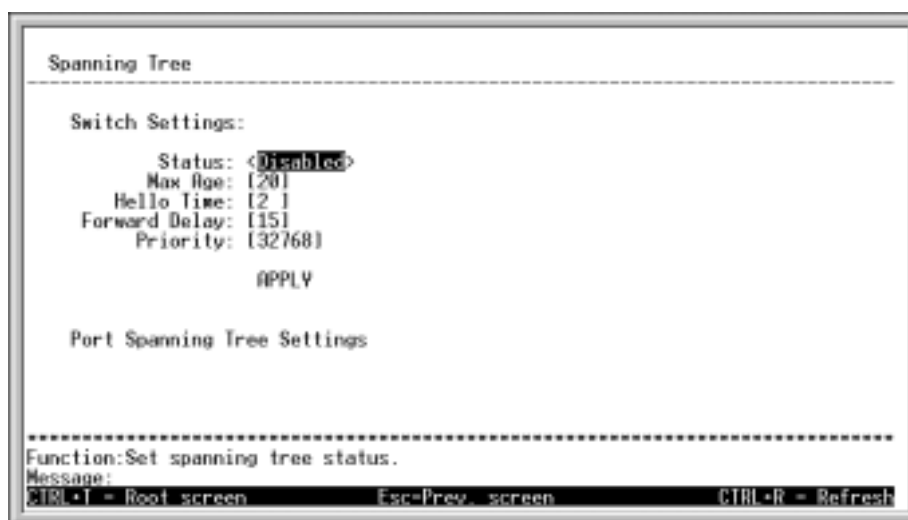 Spanning Tree
Switch Settings:
Status: <Disabled>
Max Age: [20]
Hello Time: [2 ]
Forward Delay: [15]
Priority: [32768]
APPLY
Port Spanning Tree Settings
Function:Set spanning tree status.
Message:
CTRL+T = Root screen Esc=Prev. screen CTRL+R = Refresh